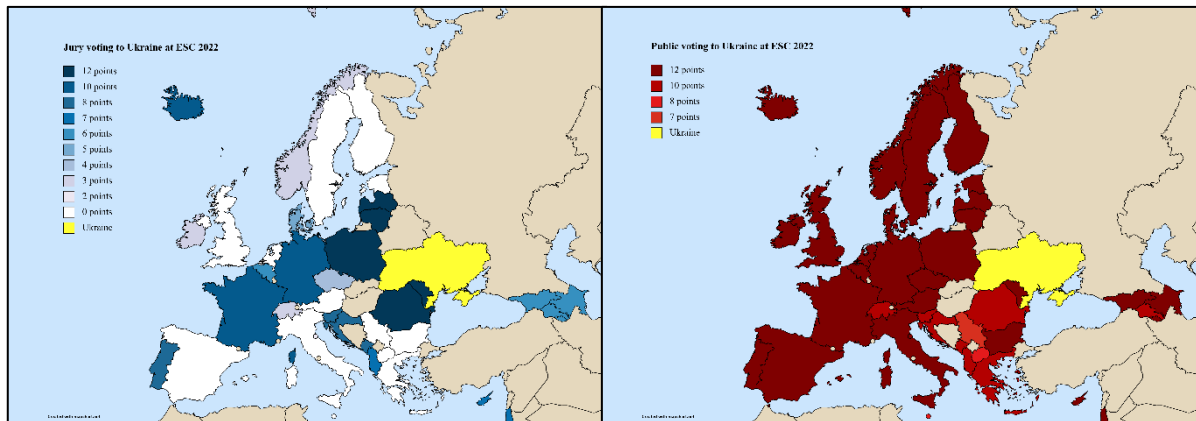 Jury voting to Ukraine at ESC 2022
12 points
10 points
8 points
7 points
6 points
5 points
4 points
3 points
2 points
0 points
Ukraine
Public voting to Ukraine at ESC 2022
12 points
10 points
8 points
7 points
Ukraine